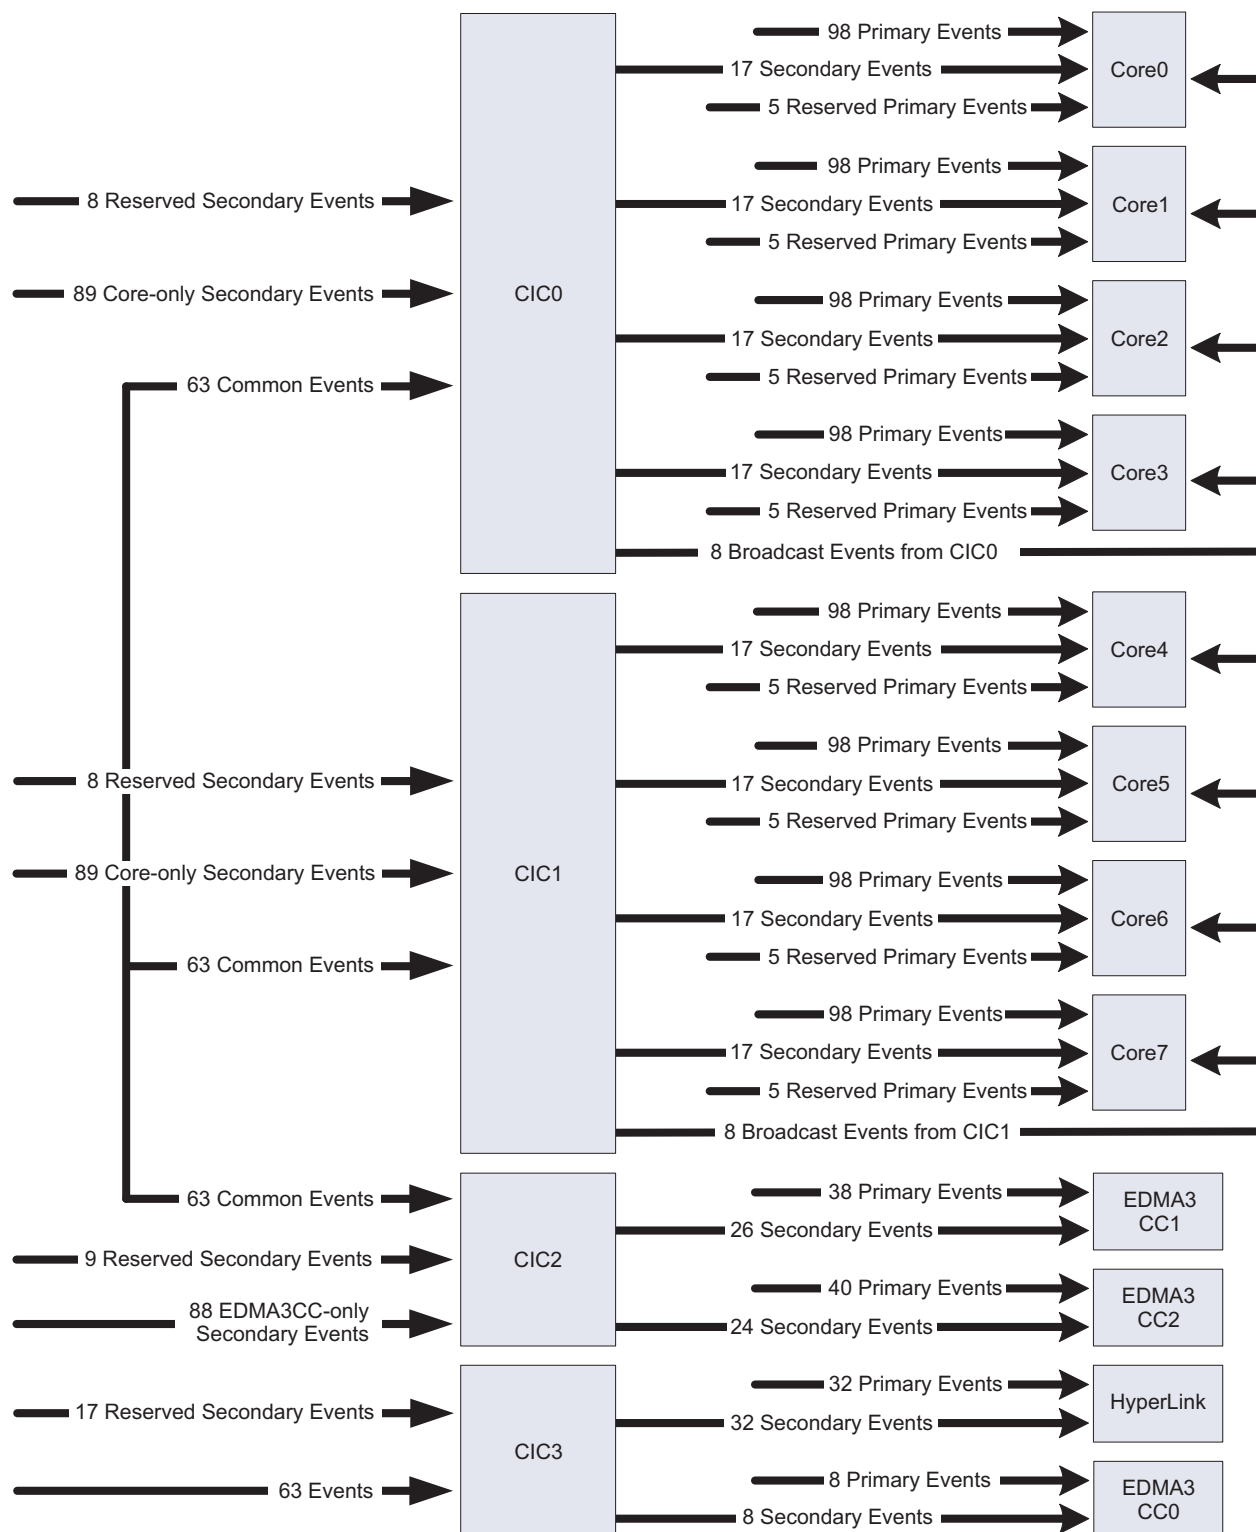 98 Primary Events
17 Secondary Events
5 Reserved Primary Events
Core0
8 Reserved Secondary Events
89 Core-only Secondary Events
63 Common Events
CIC0
98 Primary Events
17 Secondary Events
5 Reserved Primary Events
Core1
98 Primary Events
17 Secondary Events
5 Reserved Primary Events
Core2
98 Primary Events
17 Secondary Events
5 Reserved Primary Events
Core3
8 Broadcast Events from CIC0
98 Primary Events
17 Secondary Events
5 Reserved Primary Events
Core4
8 Reserved Secondary Events
89 Core-only Secondary Events
63 Common Events
CIC1
98 Primary Events
17 Secondary Events
5 Reserved Primary Events
Core5
98 Primary Events
17 Secondary Events
5 Reserved Primary Events
Core6
98 Primary Events
17 Secondary Events
5 Reserved Primary Events
Core7
8 Broadcast Events from CIC1
63 Common Events
9 Reserved Secondary Events
88 EDMA3CC-only
Secondary Events
CIC2
38 Primary Events
26 Secondary Events
EDMA3
CC1
40 Primary Events
24 Secondary Events
EDMA3
CC2
17 Reserved Secondary Events
63 Events
CIC3
32 Primary Events
32 Secondary Events
HyperLink
8 Primary Events
8 Secondary Events
EDMA3
CC0